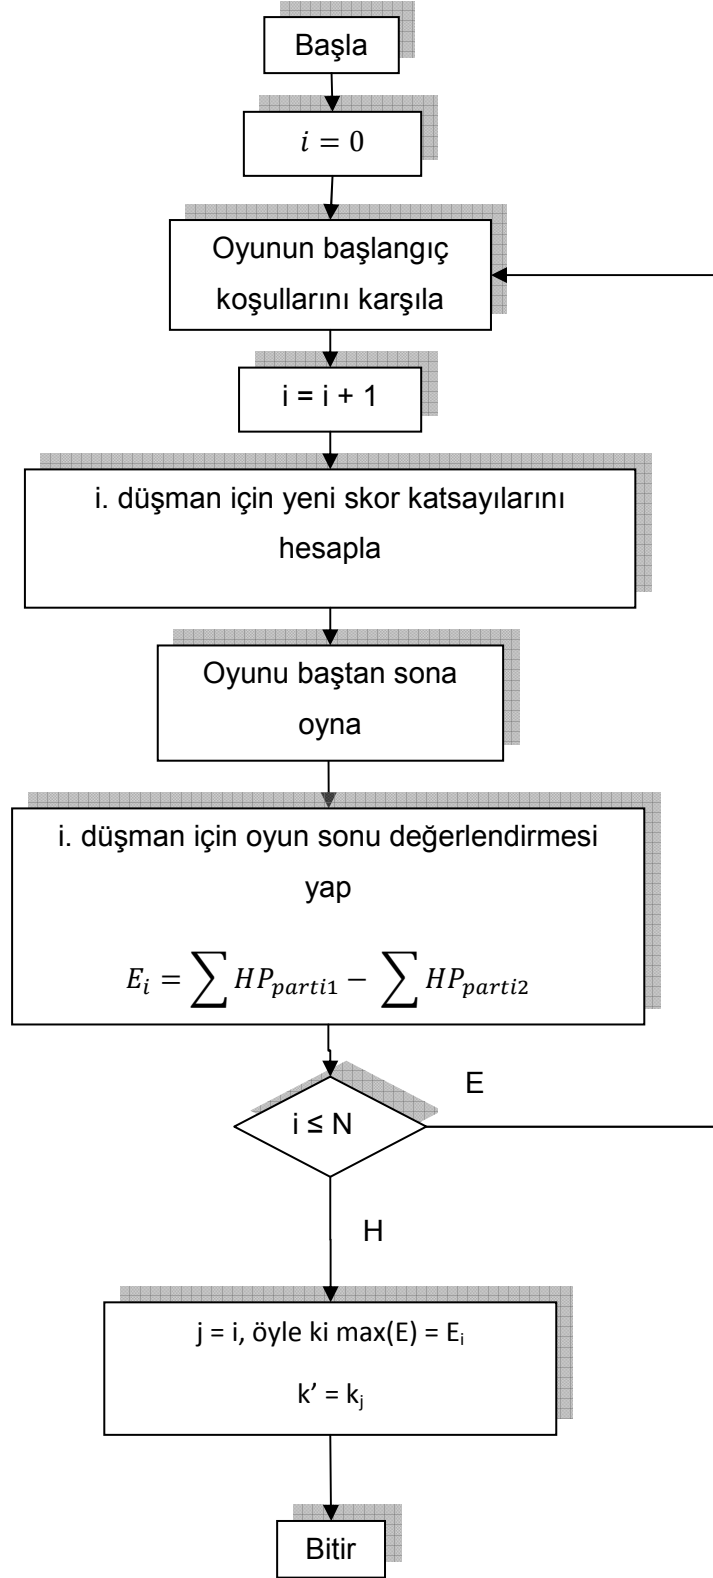 Başla
i = 0
Oyunun başlangıç
koşullarını karşıla
i = i + 1
i. düşman için yeni skor katsayılarını
hesapla
Oyunu baştan sona
oyna
i. düşman için oyun sonu değerlendirmesi
yap
E_i = ∑ HP_parti1 − ∑ HP_parti2
E
i ≤ N
H
j = i, öyle ki max(E) = E_i
k’ = k_j
Bitir